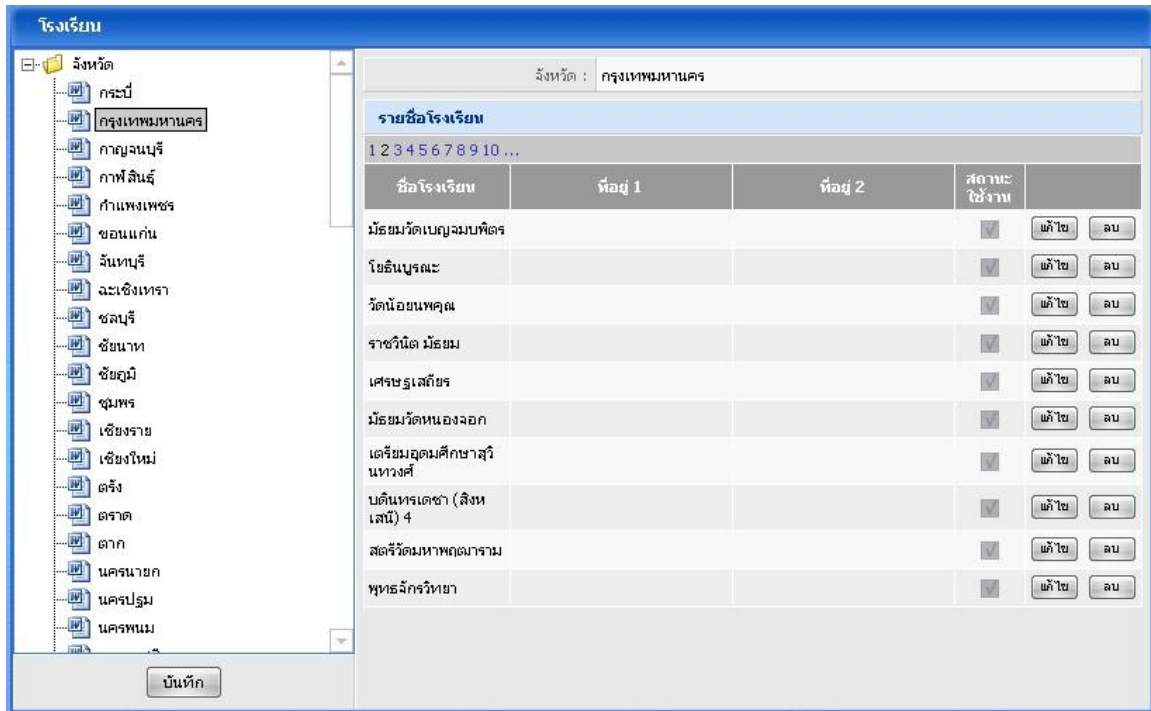 โรงเรียน
จังหวัด
กระบี่
กรุงเทพมหานคร
กาญจนบุรี
กาฬสินธุ์
กำแพงเพชร
ขอนแก่น
จันทบุรี
ฉะเชิงเทรา
ชลบุรี
ชัยนาท
ชัยภูมิ
ชุมพร
เชียงราย
เชียงใหม่
ตรัง
ตราด
ตาก
นครนายก
นครปฐม
นครพนม
บันทึก
จังหวัด : กรุงเทพมหานคร
รายชื่อโรงเรียน
1 2 3 4 5 6 7 8 9 10 ...
ชื่อโรงเรียน ที่อยู่ 1 ที่อยู่ 2 สถานะ
ใช้งาน
มัธยมวัดเบญจมบพิตร แก้ไข ลบ
โยธินบูรณะ แก้ไข ลบ
วัดน้อยนพคุณ แก้ไข ลบ
ราชวินิต มัธยม แก้ไข ลบ
เศรษฐเสถียร แก้ไข ลบ
มัธยมวัดหนองจอก แก้ไข ลบ
เตรียมอุดมศึกษาสุวิ
นทวงศ์ แก้ไข ลบ
บดินทรเดชา (สิงห
เสนี) 4 แก้ไข ลบ
สตรีวัดมหาพฤฒาราม แก้ไข ลบ
พุทธจักรวิทยา แก้ไข ลบ